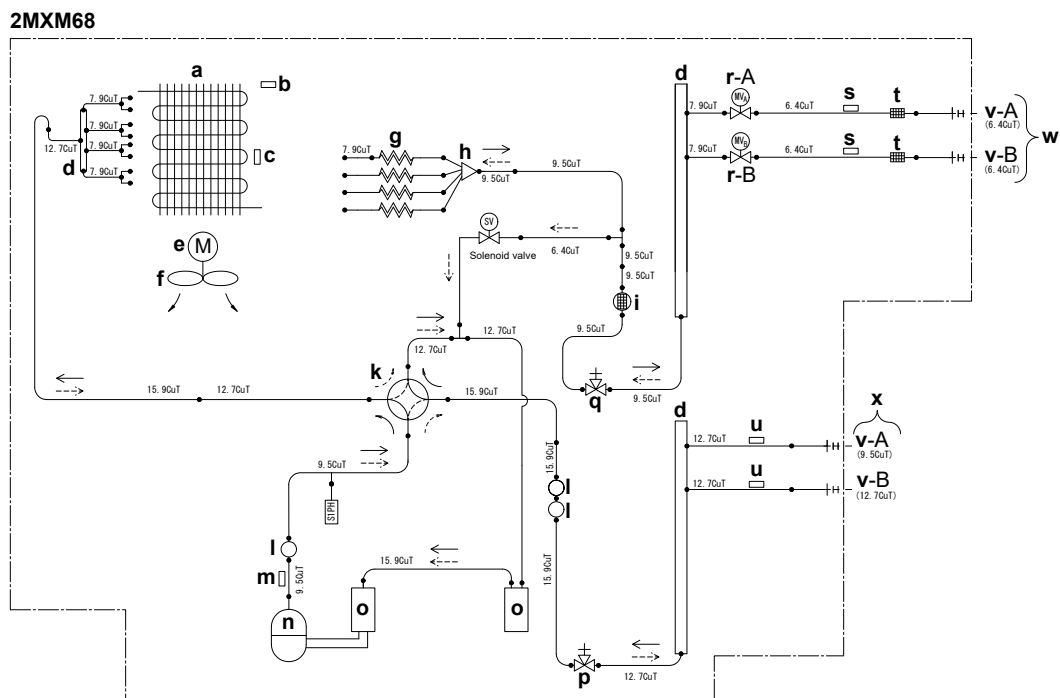 2MXM68
a
b
7.9CuT
7.9CuT
7.9CuT
7.9CuT
12.7CuT
d
c
e M
f
g
7.9CuT
h
9.5CuT
9.5CuT
SV
Solenoid valve
6.4CuT
9.5CuT
9.5CuT
i
9.5CuT
q
9.5CuT
d
r-A
MVA
7.9CuT
6.4CuT
s
t
v-A
(6.4CuT)
w
MVB
7.9CuT
6.4CuT
s
t
r-B
v-B
(6.4CuT)
12.7CuT
12.7CuT
k
15.9CuT
12.7CuT
15.9CuT
9.5CuT
S1PH
l
m
9.5CuT
n
15.9CuT
o
o
15.9CuT
l
l
15.9CuT
p
12.7CuT
d
x
12.7CuT
u
v-A
(9.5CuT)
12.7CuT
u
v-B
(12.7CuT)